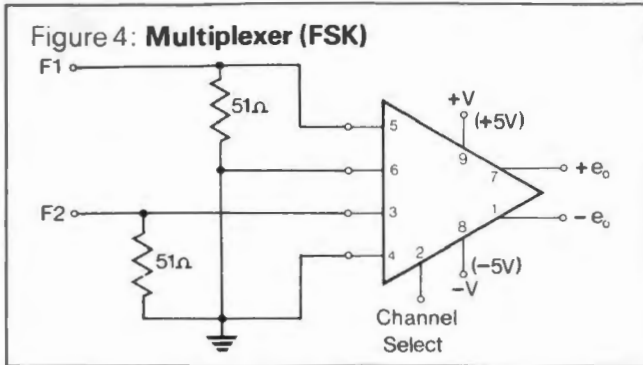 Figure 4: Multiplexer (FSK)
F1
51Ω
+V
(+5V)
5
9
7
+e₀
6
F2
3
1
−e₀
8
51Ω
4
2
(−5V)
−V
Channel
Select